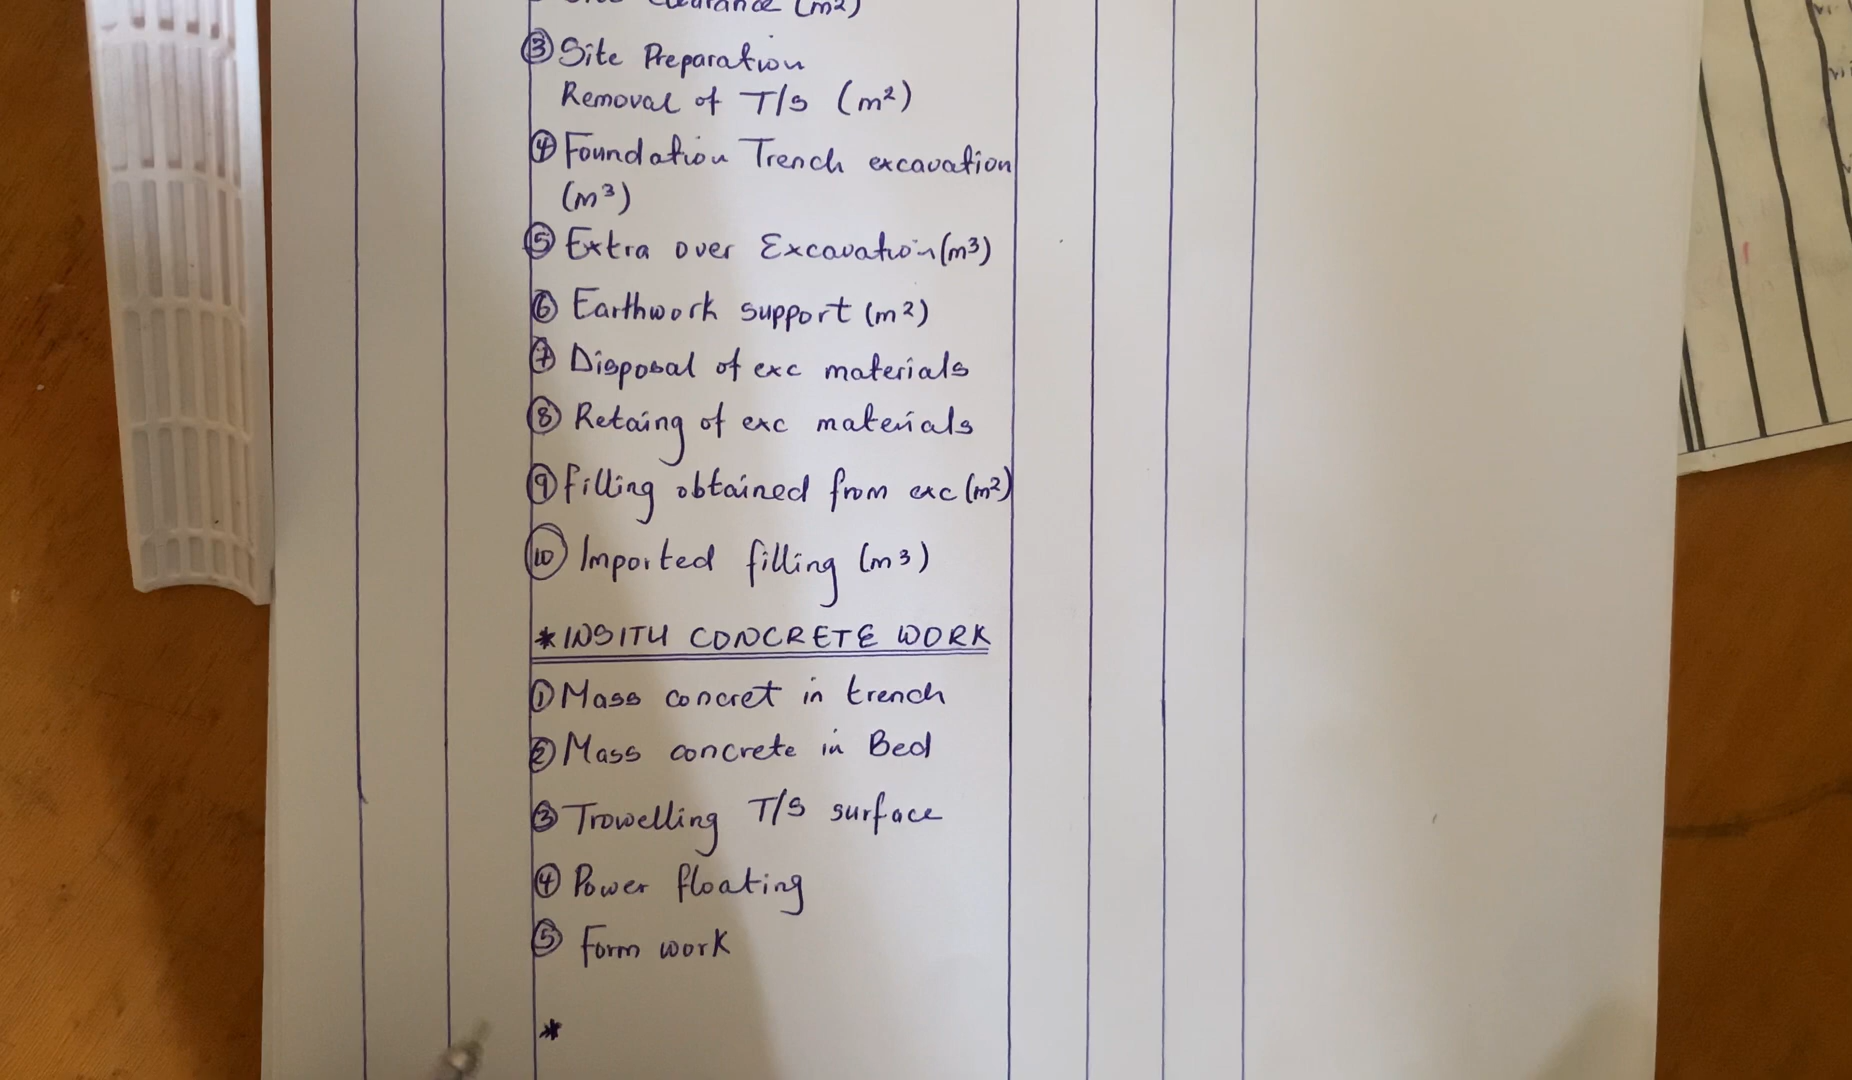 Clearance (m2)
③ Site Preparation
Removal of T/S (m²)
④ Foundation Trench excavation
(m³)
⑤ Extra over Excavation (m³)
⑥ Earthwork support (m²)
⑦ Disposal of exc materials
⑧ Retaing of exc materials
⑨ filling obtained from exc (m²)
⑩ Imported filling (m3)
*INSITU CONCRETE WORK
① Mass concret in trench
② Mass concrete in Bed
③ Trowelling T/S surface
④ Power floating
⑤ form work
*